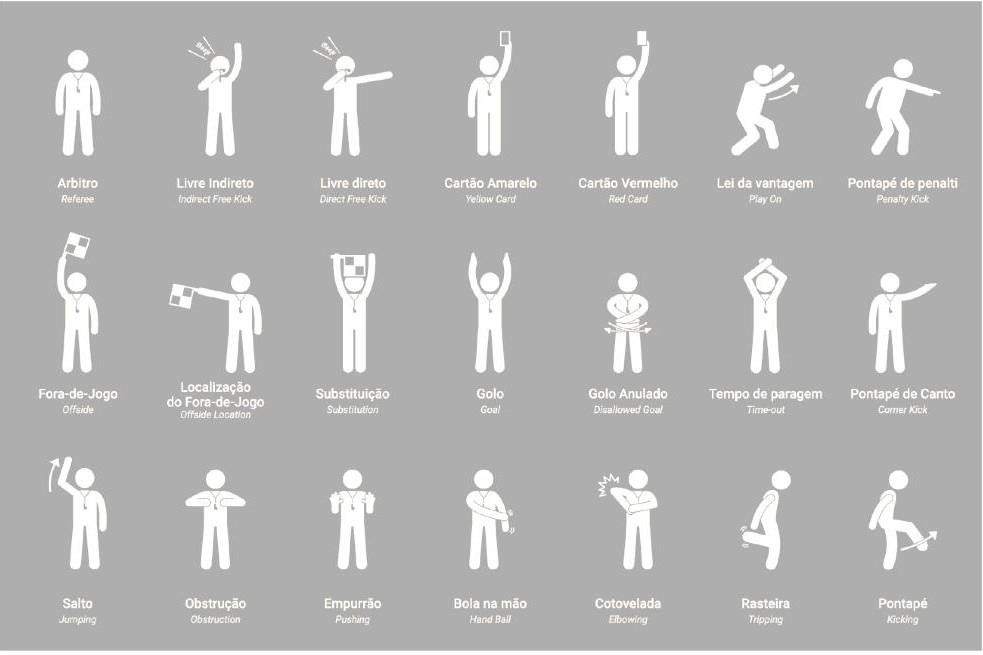 Beep
Beep
Arbitro
Referee
Livre Indireto
Indirect Free Kick
Livre direto
Direct Free Kick
Cartão Amarelo
Yellow Card
Cartão Vermelho
Red Card
Lei da vantagem
Play On
Pontapé de penalti
Penalty Kick
Fora-de-Jogo
Offside
Localização
do Fora-de-Jogo
Offside Location
Substituição
Substitution
Golo
Goal
Golo Anulado
Disallowed Goal
Tempo de paragem
Time-out
Pontapé de Canto
Corner Kick
Salto
Jumping
Obstrução
Obstruction
Empurrão
Pushing
Bola na mão
Hand Ball
Cotovelada
Elbowing
Rasteira
Tripping
Pontapé
Kicking